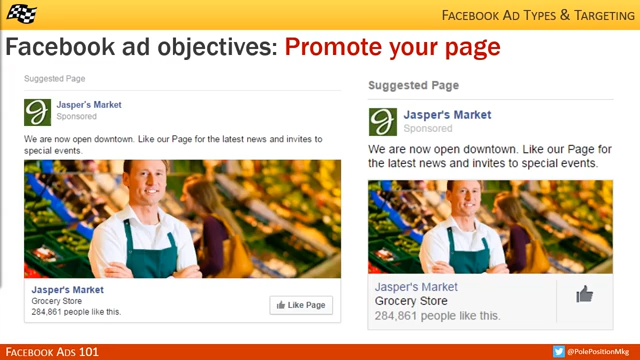 FACEBOOK AD TYPES & TARGETING
Facebook ad objectives: Promote your page
Suggested Page
Jasper's Market
Sponsored
We are now open downtown. Like our Page for the latest news and invites to
special events.
Jasper's Market
Grocery Store
284,861 people like this.
Like Page
Suggested Page
Jasper's Market
Sponsored
We are now open downtown. Like our Page for
the latest news and invites to special events.
Jasper's Market
Grocery Store
284,861 people like this.
FACEBOOK ADS 101
@PolePositionMkg